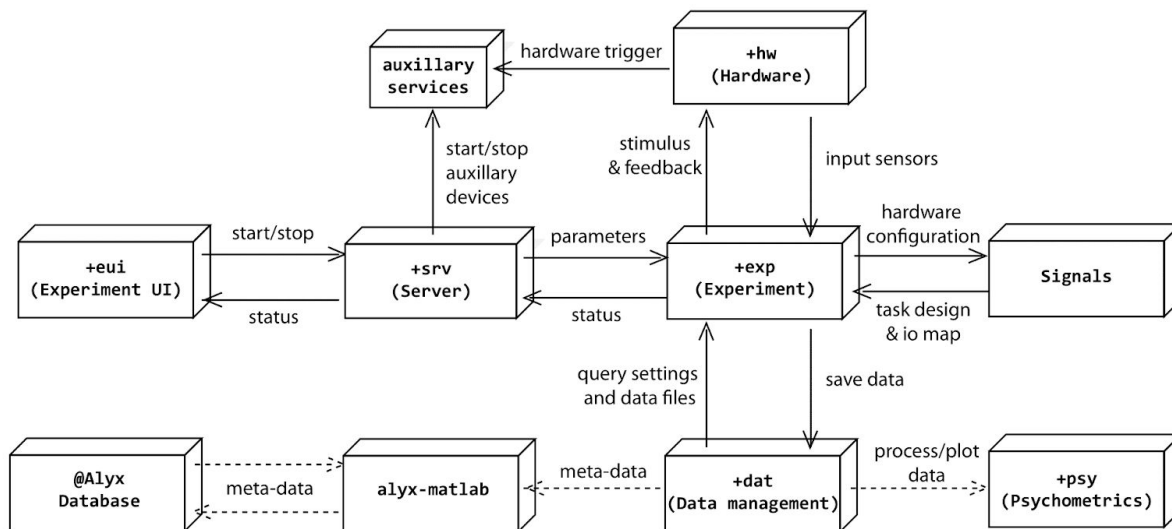 auxillary
services
hardware trigger
+hw
(Hardware)
start/stop
auxillary
devices
stimulus
& feedback
input sensors
+eui
(Experiment UI)
start/stop
status
+srv
(Server)
parameters
status
+exp
(Experiment)
hardware
configuration
task design
& io map
Signals
query settings
and data files
save data
@Alyx
Database
meta-data
alyx-matlab
meta-data
+dat
(Data management)
process/plot
data
+psy
(Psychometrics)